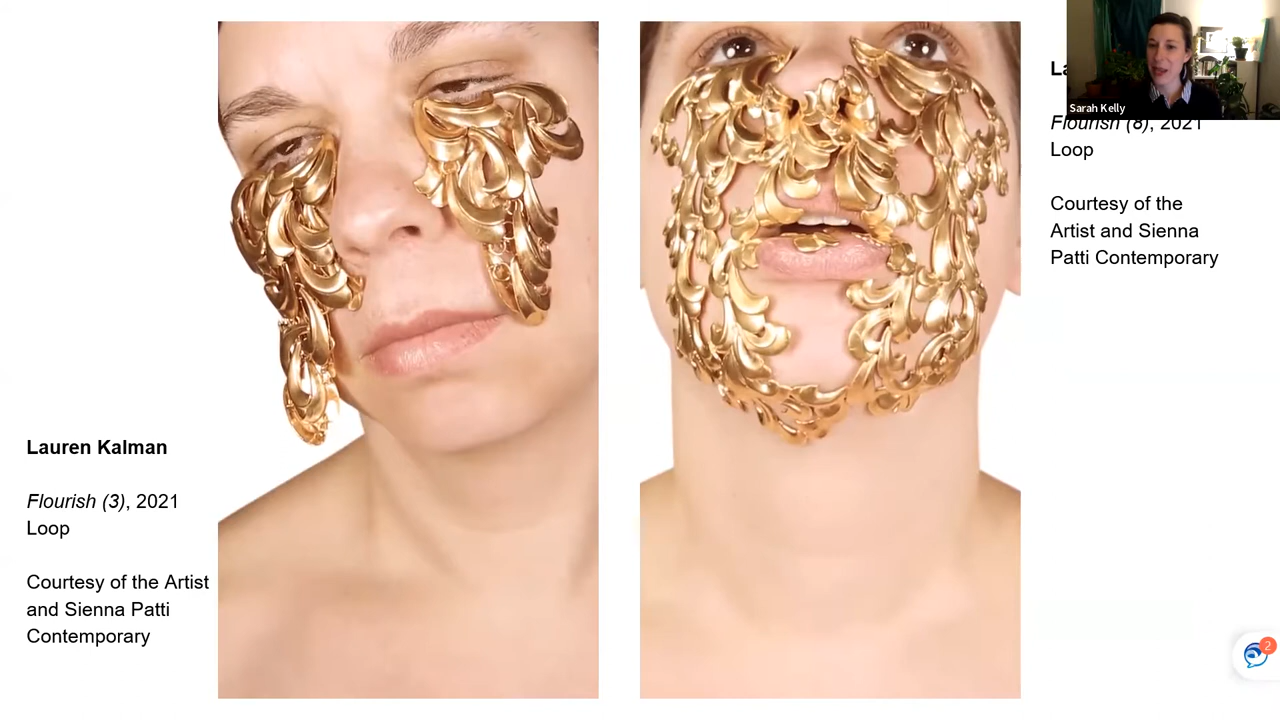 Lauren Kalman
Flourish (3), 2021
Loop
Courtesy of the Artist
and Sienna Patti
Contemporary
Sarah Kelly
Flourish (8), 2021
Loop
Courtesy of the
Artist and Sienna
Patti Contemporary
2